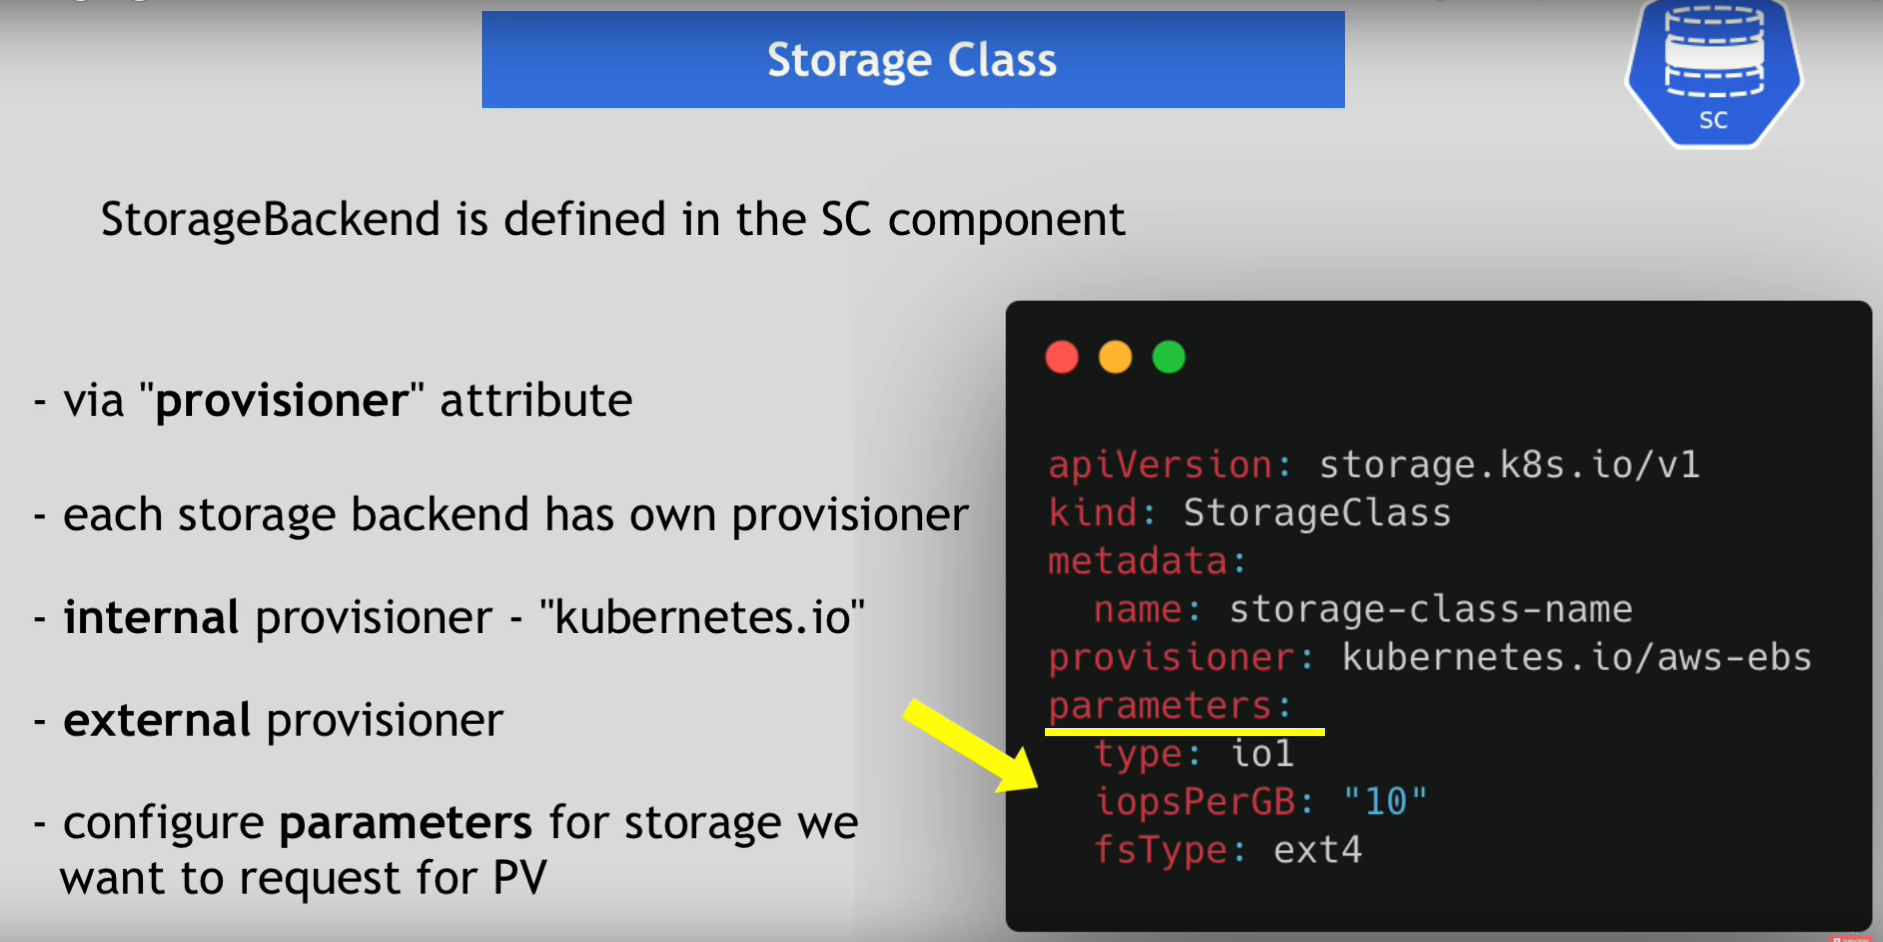 Storage Class
SC
StorageBackend is defined in the SC component
- via "provisioner" attribute
- each storage backend has own provisioner
- internal provisioner - "kubernetes.io"
- external provisioner
- configure parameters for storage we
want to request for PV
apiVersion: storage.k8s.io/v1
kind: StorageClass
metadata:
  name: storage-class-name
provisioner: kubernetes.io/aws-ebs
parameters:
  type: io1
  iopsPerGB: "10"
  fsType: ext4